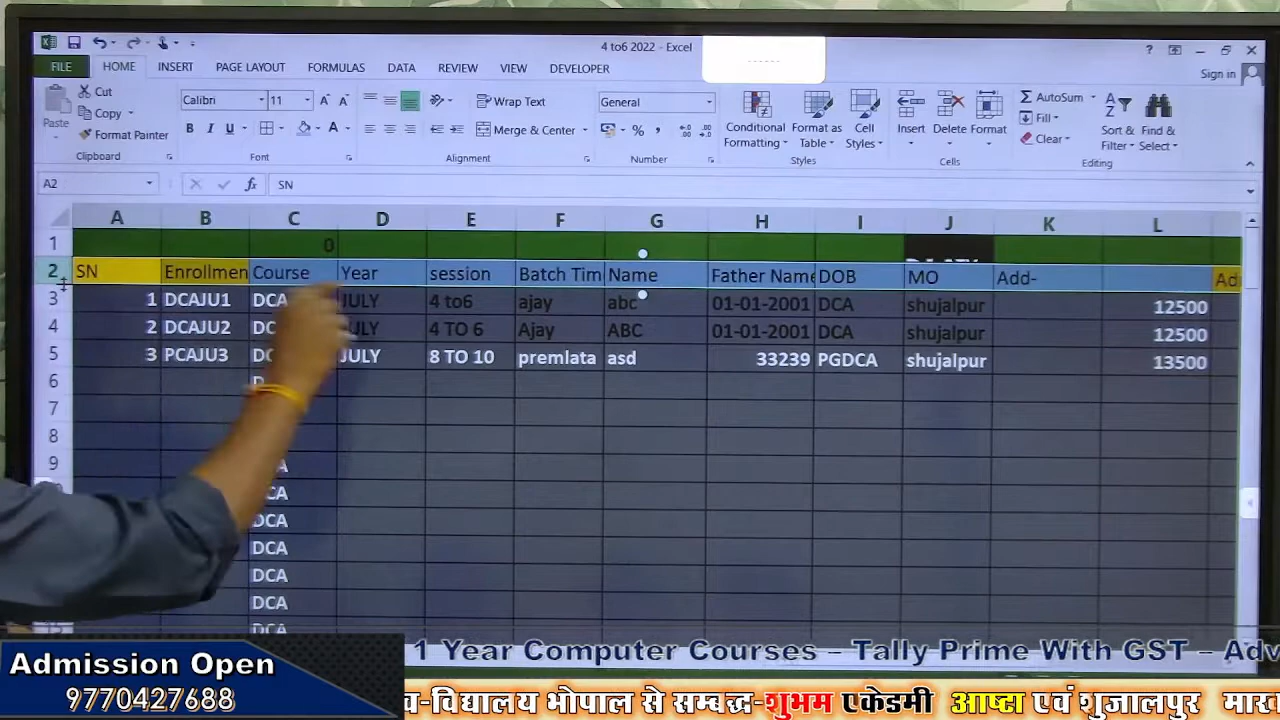 4 to6 2022 - Excel
? 
Sign in
FILE HOME INSERT PAGE LAYOUT FORMULAS DATA REVIEW VIEW DEVELOPER
Paste Cut Copy Format Painter Clipboard
Calibri 11 A A B I U A Font
Wrap Text Merge & Center Alignment
General % , Number
Conditional Formatting Format as Table Cell Styles Styles
Insert Delete Format Cells
AutoSum Fill Clear Sort & Filter Find & Select Editing
A2 fx SN
A B C D E F G H I J K L
1 0
2 SN Enrollmen Course Year session Batch Tim Name Father Name DOB MO Add- Ad
3 1 DCAJU1 DCA JULY 4 to6 ajay abc 01-01-2001 DCA shujalpur 12500
4 2 DCAJU2 DC JULY 4 TO 6 Ajay ABC 01-01-2001 DCA shujalpur 12500
5 3 PCAJU3 DC JULY 8 TO 10 premlata asd 33239 PGDCA shujalpur 13500
6 D
7
8
9 CA
CA
DCA
DCA
DCA
DCA
DCA
Admission Open
9770427688
1 Year Computer Courses – Tally Prime With GST – Adv
च-विद्यालय भोपाल से सम्बद्ध-शुभम एकेडमी आष्टा एवं शुजालपुर माख